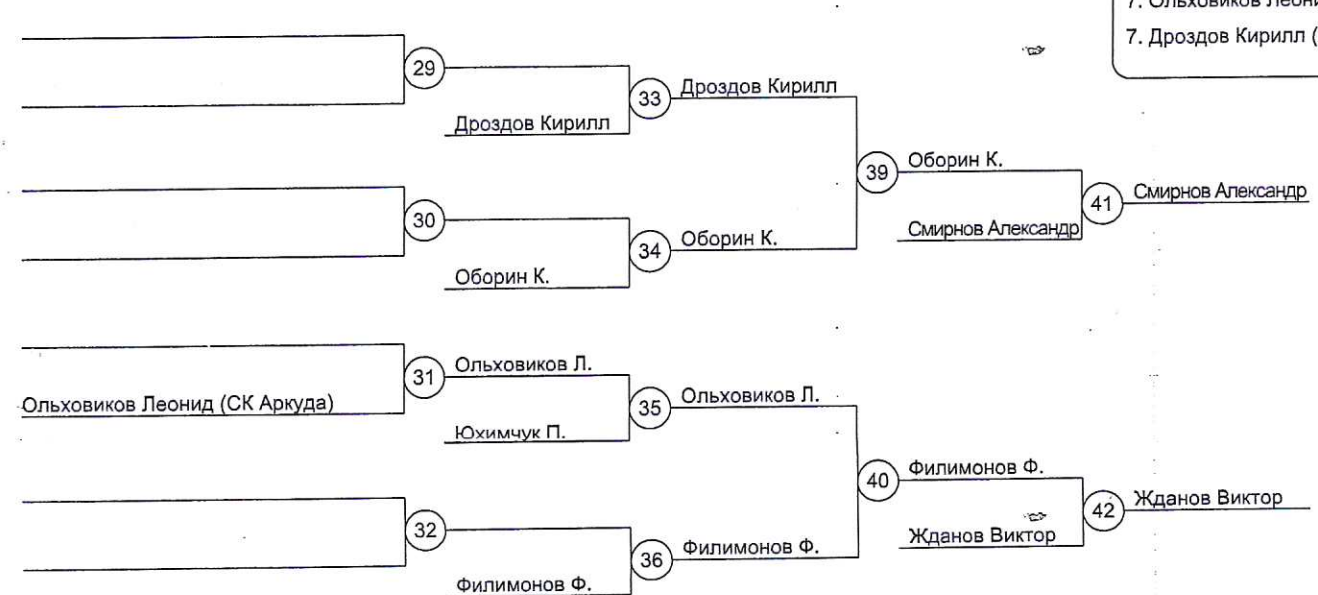 7. Ольховиков
7. Дроздов Кирилл (
29
33
Дроздов Кирилл
Дроздов Кирилл
39
Оборин К.
41
Смирнов Александр
30
34
Оборин К.
Смирнов Александр
Оборин К.
31
Ольховиков Л.
35
Ольховиков Л.
Ольховиков Леонид (СК Аркуда)
Юхимчук П.
40
Филимонов Ф.
42
Жданов Виктор
32
36
Филимонов Ф.
Жданов Виктор
Филимонов Ф.